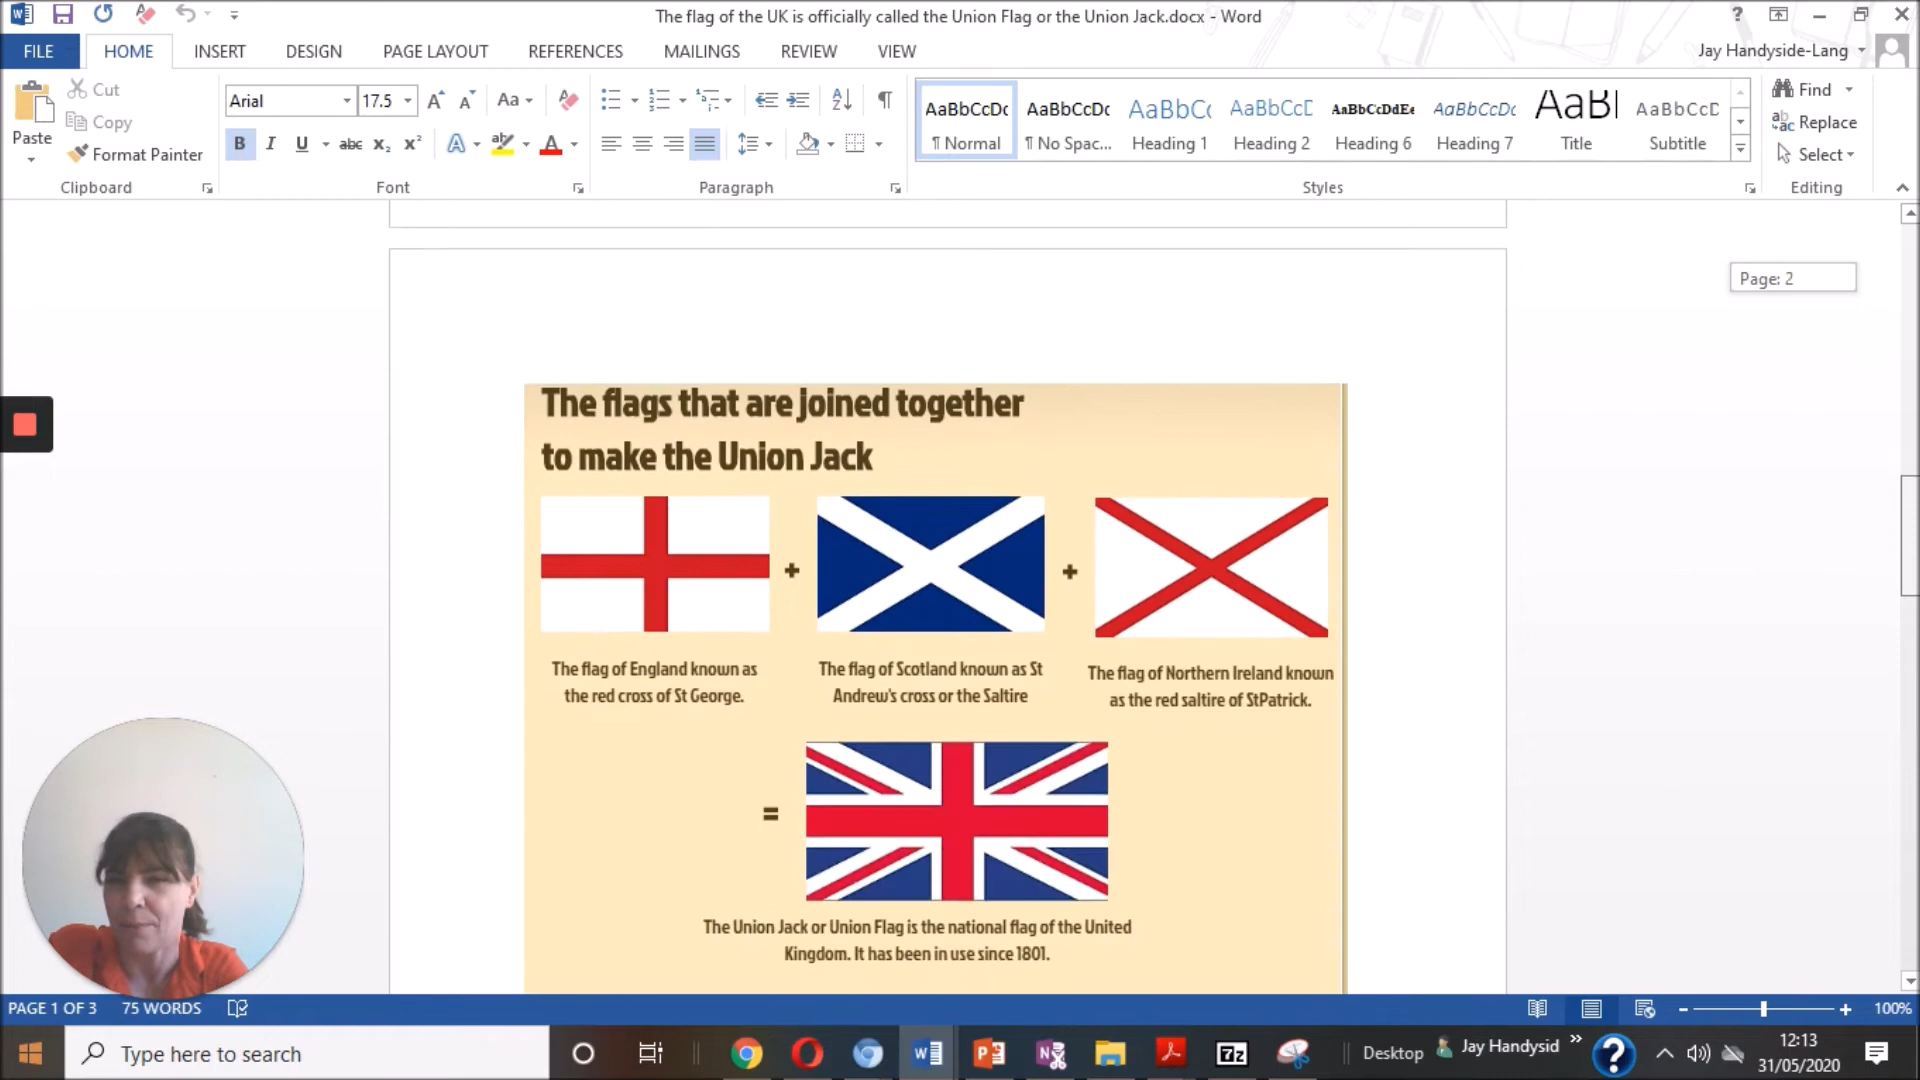 The flag of the UK is officially called the Union Flag or the Union Jack.docx - Word
FILE HOME INSERT DESIGN PAGE LAYOUT REFERENCES MAILINGS REVIEW VIEW Jay Handyside-Lang
Paste
Cut
Copy
Format Painter
Clipboard
Arial 17.5 Aa
B I U abc x₂ x² A ab A
Font
Paragraph
AaBbCcDc AaBbCcDc AaBbC( AaBbCcD AaBbCcDdEe AaBbCcDc AaB AaBbCcD
¶ Normal ¶ No Spac... Heading 1 Heading 2 Heading 6 Heading 7 Title Subtitle
Styles
Find
Replace
Select
Editing
Page: 2
The flags that are joined together
to make the Union Jack
+ +
The flag of England known as
the red cross of St George.
The flag of Scotland known as St
Andrew's cross or the Saltire
The flag of Northern Ireland known
as the red saltire of StPatrick.
=
The Union Jack or Union Flag is the national flag of the United
Kingdom. It has been in use since 1801.
PAGE 1 OF 3 75 WORDS 100%
Type here to search
7z
Desktop Jay Handysid
12:13
31/05/2020